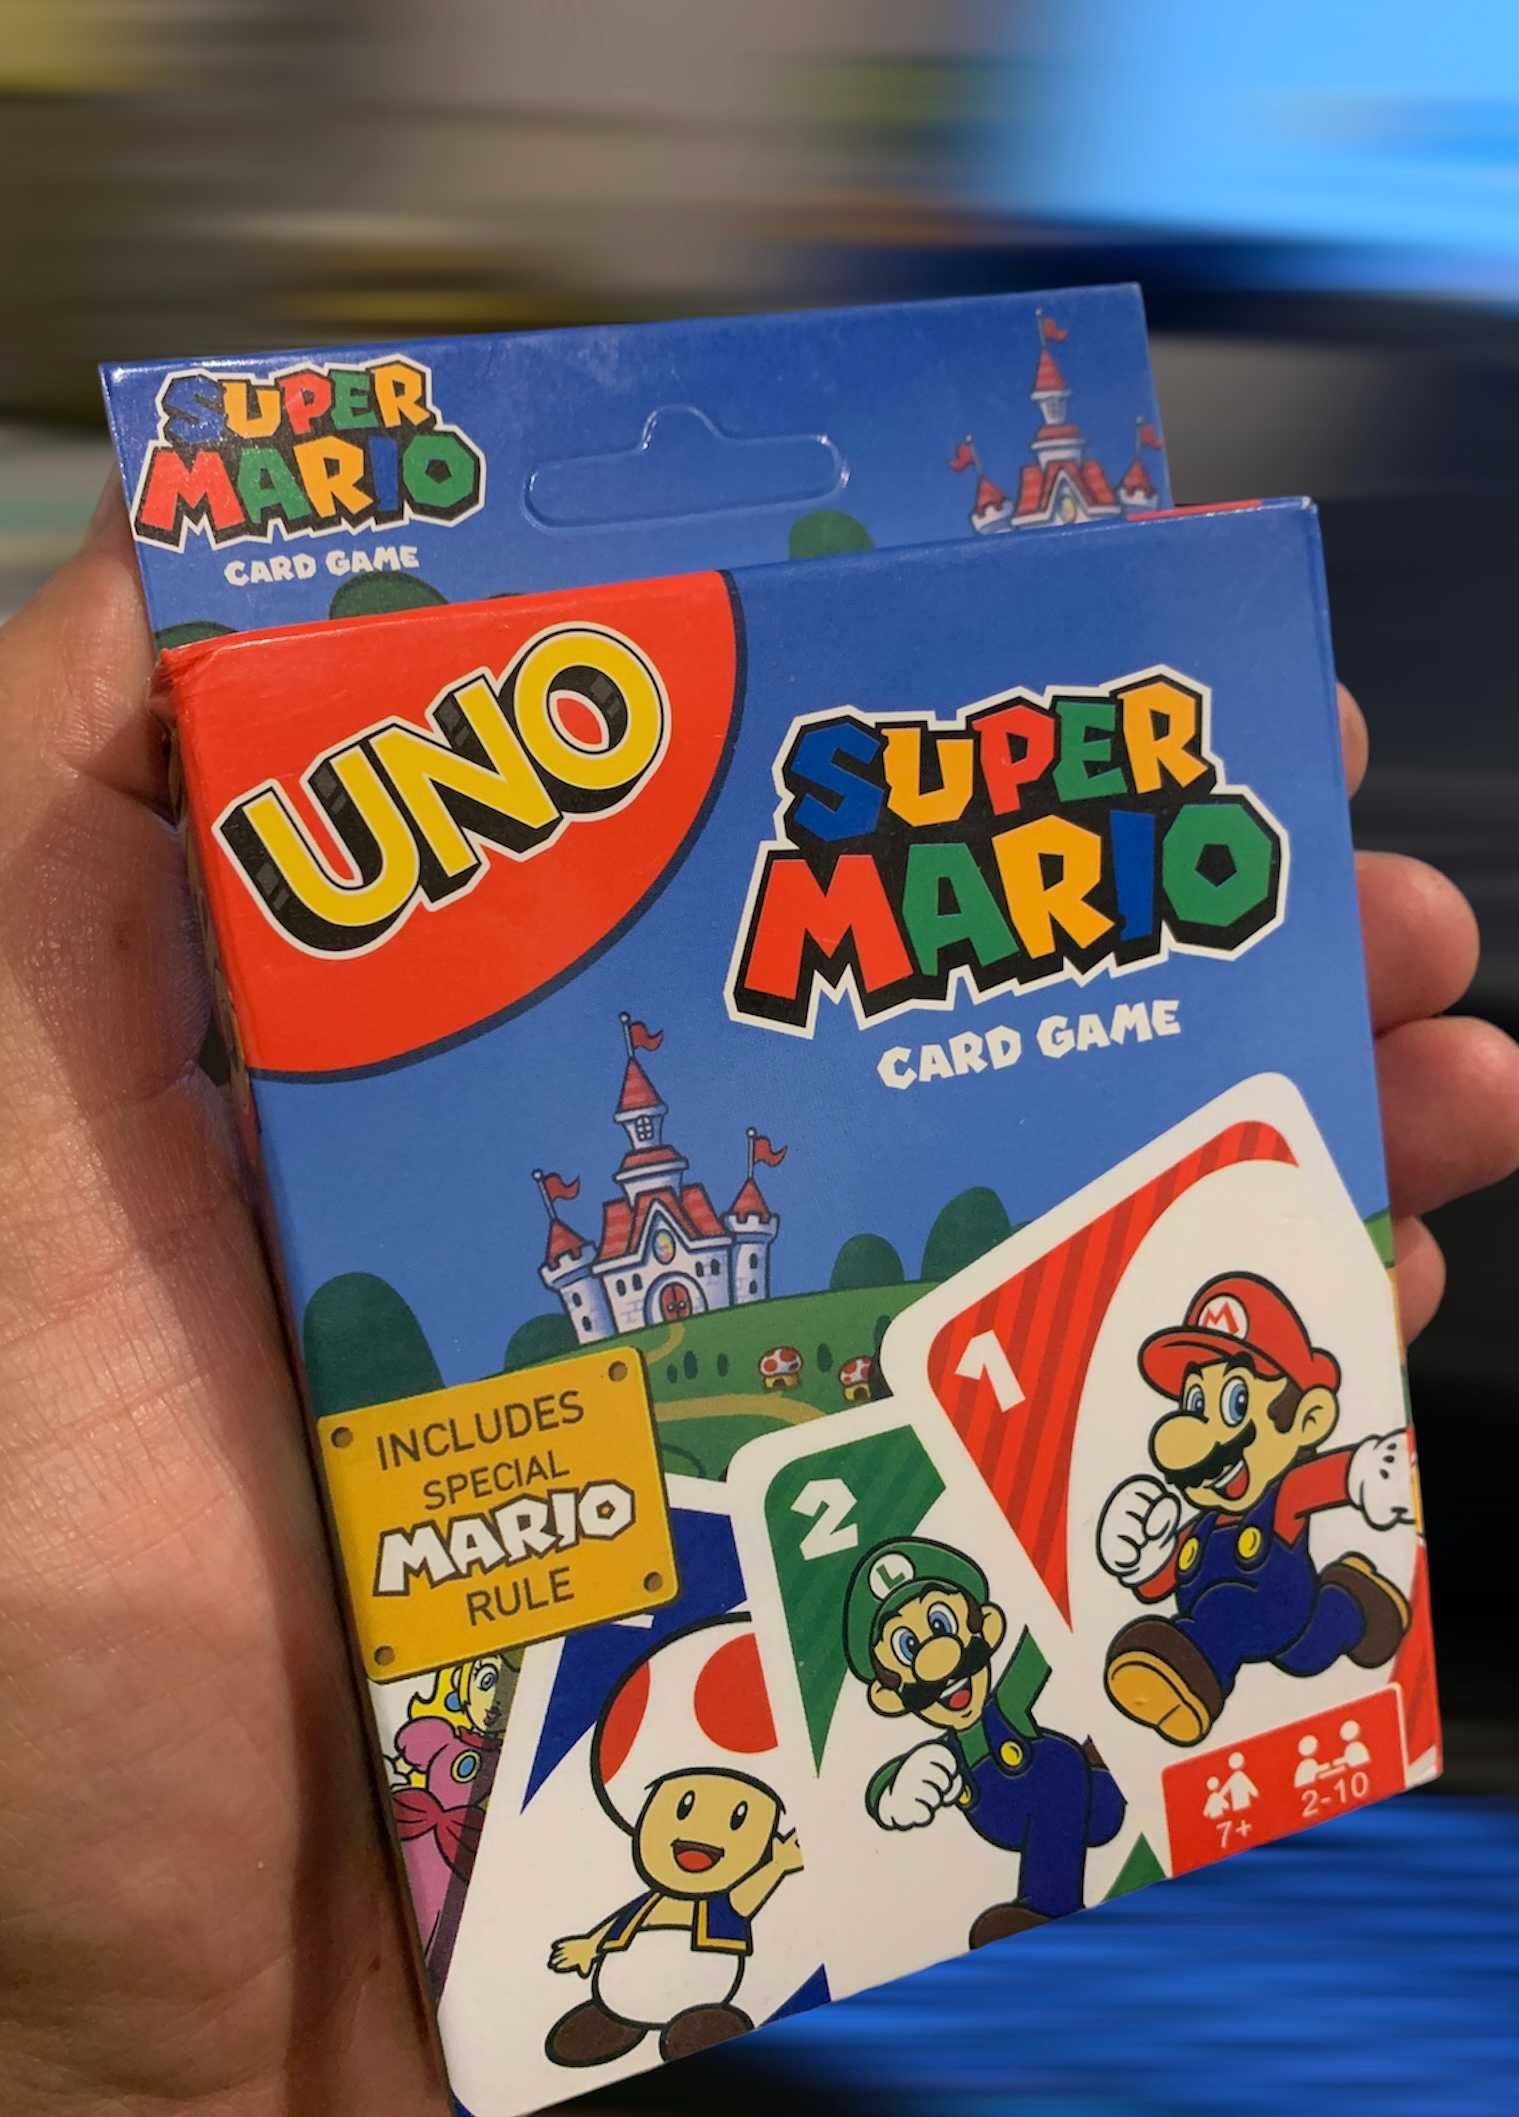 SUPER
MARIO
CARD GAME
UNO
SUPER
MARIO
CARD GAME
INCLUDES
SPECIAL
MARIO
RULE
1
M
2
L
7+
2-10